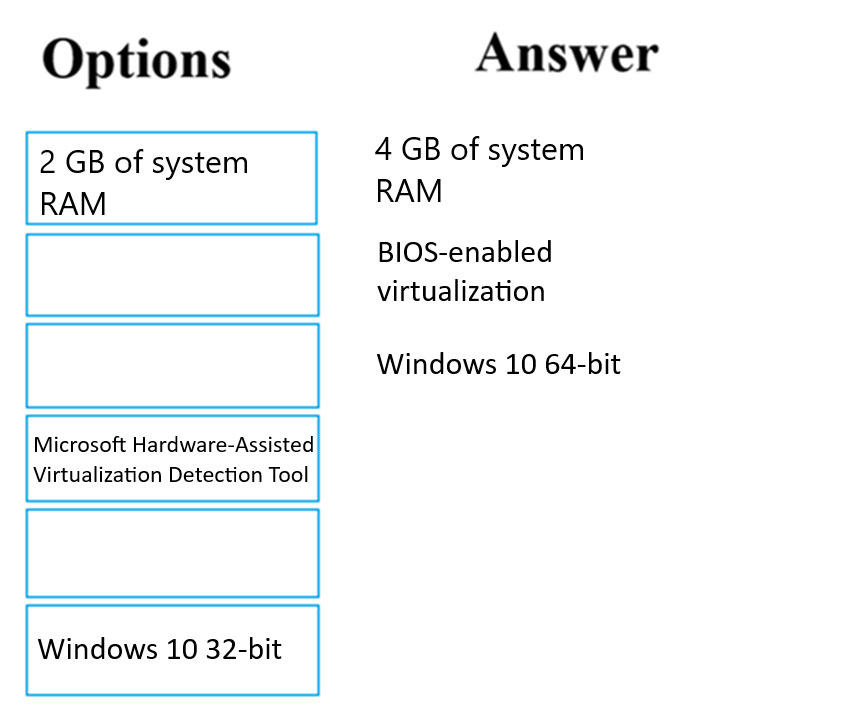 Options
Answer
2 GB of system
RAM
4 GB of system
RAM
BIOS-enabled
virtualization
Windows 10 64-bit
Microsoft Hardware-Assisted
Virtualization Detection Tool
Windows 10 32-bit